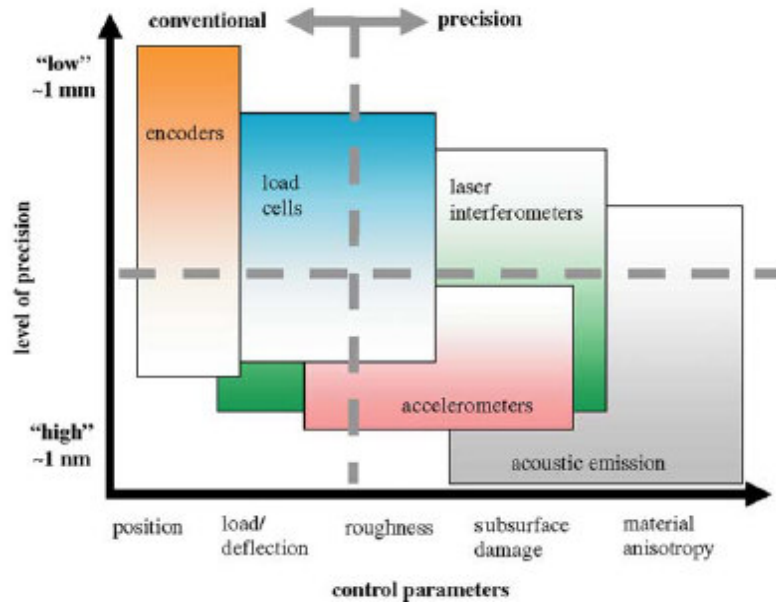 conventional precision
“low”
~1 mm
encoders
load
cells
laser
interferometers
level of precision
accelerometers
“high”
~1 nm
acoustic emission
position load/
deflection roughness subsurface
damage material
anisotropy
control parameters